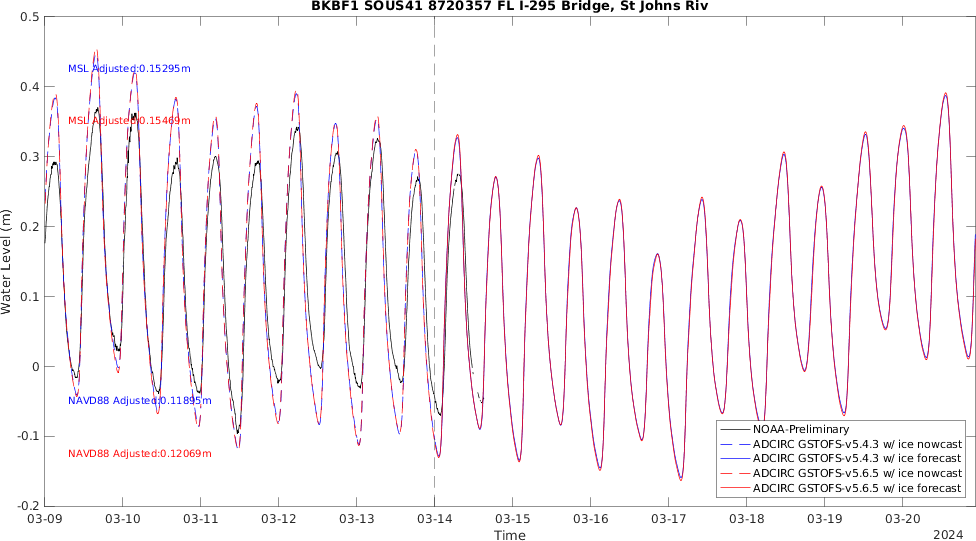 BKBF1 SOUS41 8720357 FL I-295 Bridge, St Johns Riv
0.5
0.4
0.3
0.2
0.1
0
-0.1
-0.2
Water Level (m)
MSL Adjusted:0.15295m
MSL Adjusted:0.15469m
NAVD88 Adjusted:0.11895m
NAVD88 Adjusted:0.12069m
NOAA-Preliminary
ADCIRC GSTOFS-v5.4.3 w/ ice nowcast
ADCIRC GSTOFS-v5.4.3 w/ ice forecast
ADCIRC GSTOFS-v5.6.5 w/ ice nowcast
ADCIRC GSTOFS-v5.6.5 w/ ice forecast
03-09 03-10 03-11 03-12 03-13 03-14 03-15 03-16 03-17 03-18 03-19 03-20
Time
2024